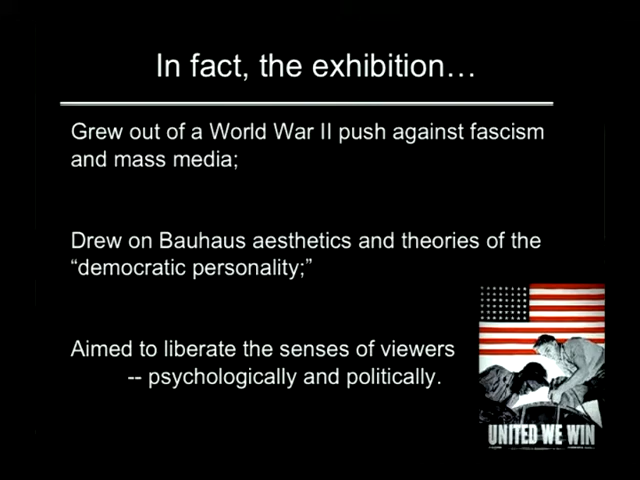 In fact, the exhibition…
Grew out of a World War II push against fascism
and mass media;
Drew on Bauhaus aesthetics and theories of the
“democratic personality;”
Aimed to liberate the senses of viewers
-- psychologically and politically.
UNITED WE WIN